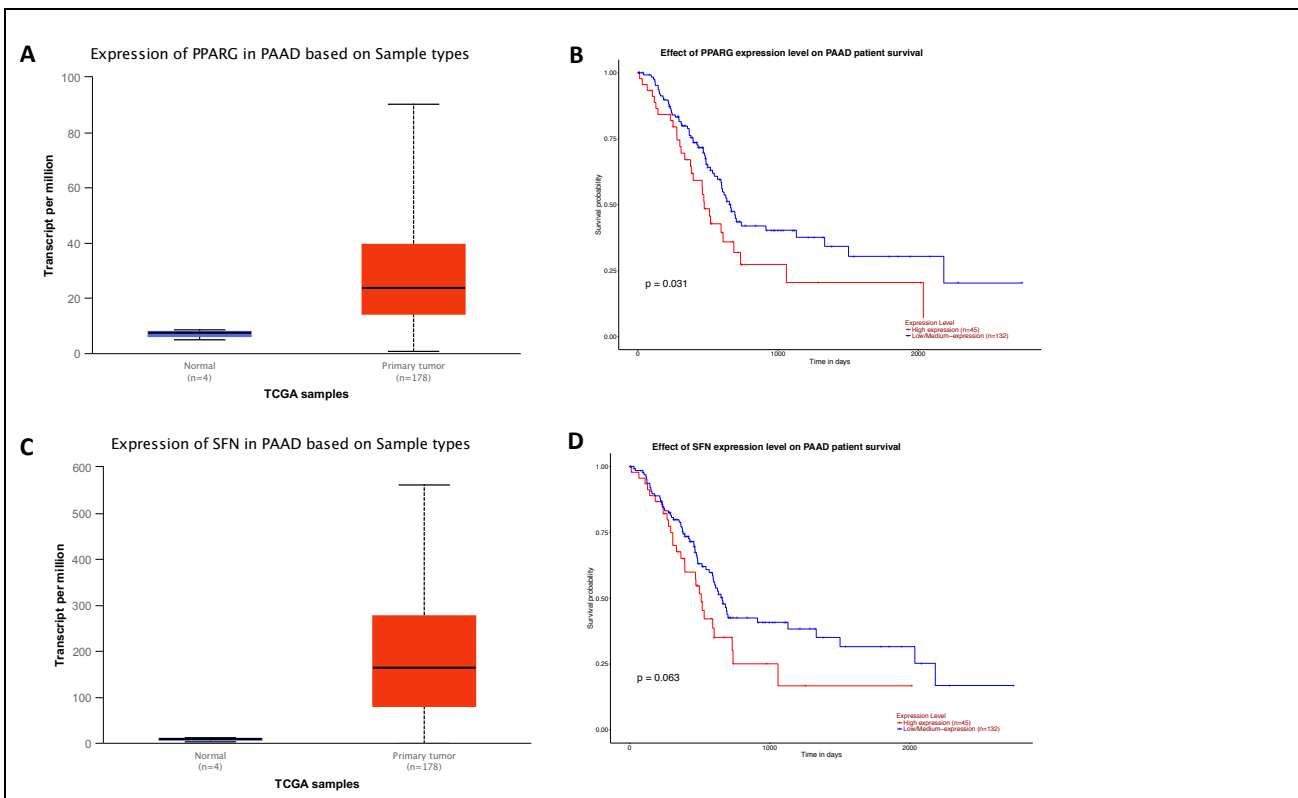 A
Expression of PPARG in PAAD based on Sample types
Transcript per million
100
80
60
40
20
0
Normal
(n=4)
Primary tumor
(n=178)
TCGA samples
B
Effect of PPARG expression level on PAAD patient survival
Survival probability
1.00
0.75
0.50
0.25
0.00
p = 0.031
Expression Level
High expression (n=45)
Low/Medium-expression (n=132)
0
1000
2000
Time in days
C
Expression of SFN in PAAD based on Sample types
Transcript per million
600
500
400
300
200
100
0
Normal
(n=4)
Primary tumor
(n=178)
TCGA samples
D
Effect of SFN expression level on PAAD patient survival
Survival probability
1.00
0.75
0.50
0.25
0.00
p = 0.063
Expression Level
High expression (n=45)
Low/Medium-expression (n=132)
0
1000
2000
Time in days